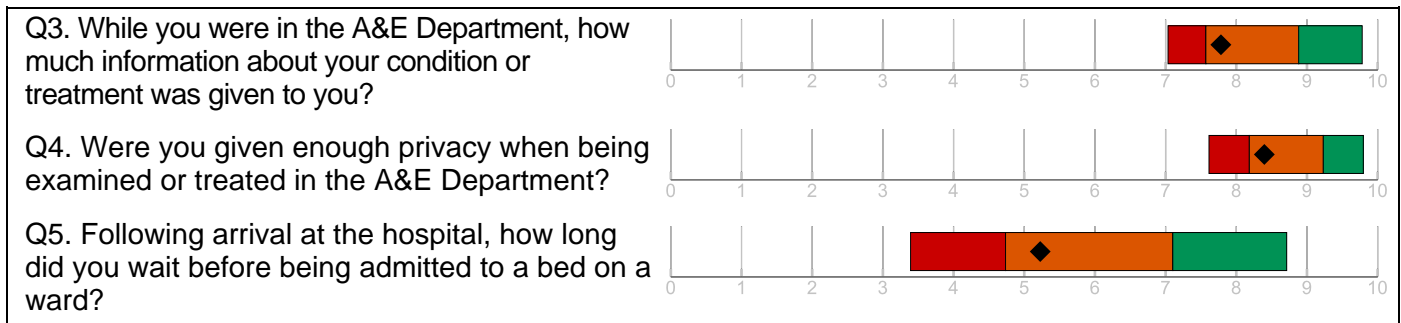 Q3. While you were in the A&E Department, how
much information about your condition or
treatment was given to you?
0 1 2 3 4 5 6 7 8 9 10
Q4. Were you given enough privacy when being
examined or treated in the A&E Department?
0 1 2 3 4 5 6 7 8 9 10
Q5. Following arrival at the hospital, how long
did you wait before being admitted to a bed on a
ward?
0 1 2 3 4 5 6 7 8 9 10